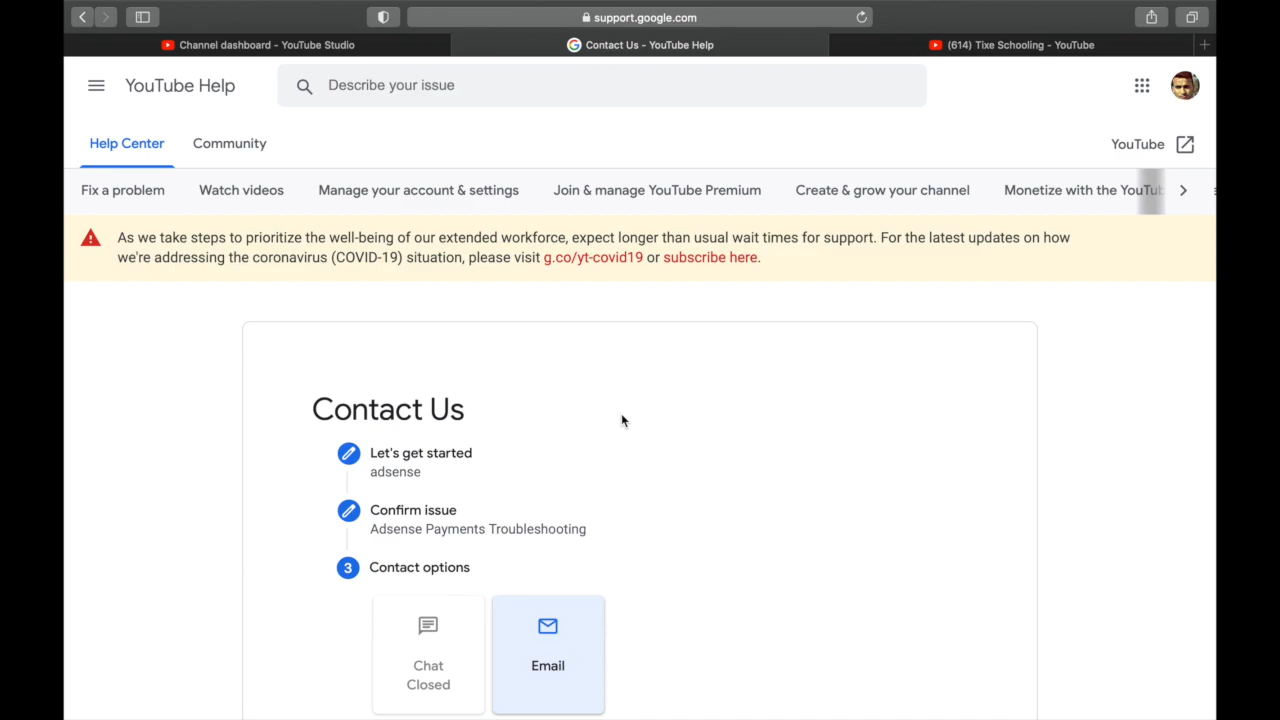 support.google.com
Channel dashboard - YouTube Studio
Contact Us - YouTube Help
(614) Tixe Schooling - YouTube
YouTube Help
Describe your issue
Help Center
Community
YouTube
Fix a problem
Watch videos
Manage your account & settings
Join & manage YouTube Premium
Create & grow your channel
Monetize with the YouTub
As we take steps to prioritize the well-being of our extended workforce, expect longer than usual wait times for support. For the latest updates on how
we're addressing the coronavirus (COVID-19) situation, please visit g.co/yt-covid19 or subscribe here.
Contact Us
Let's get started
adsense
Confirm issue
Adsense Payments Troubleshooting
3 Contact options
Chat
Closed
Email